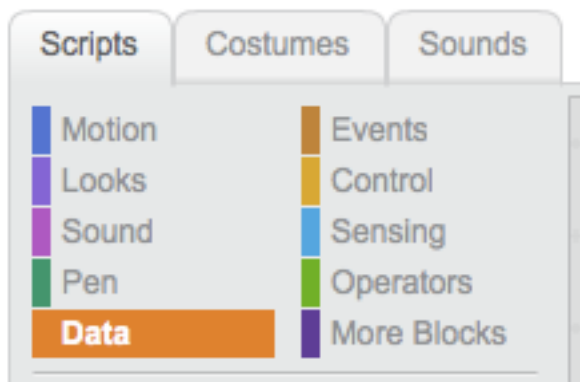 Scripts Costumes Sounds
Motion Events
Looks Control
Sound Sensing
Pen Operators
Data More Blocks